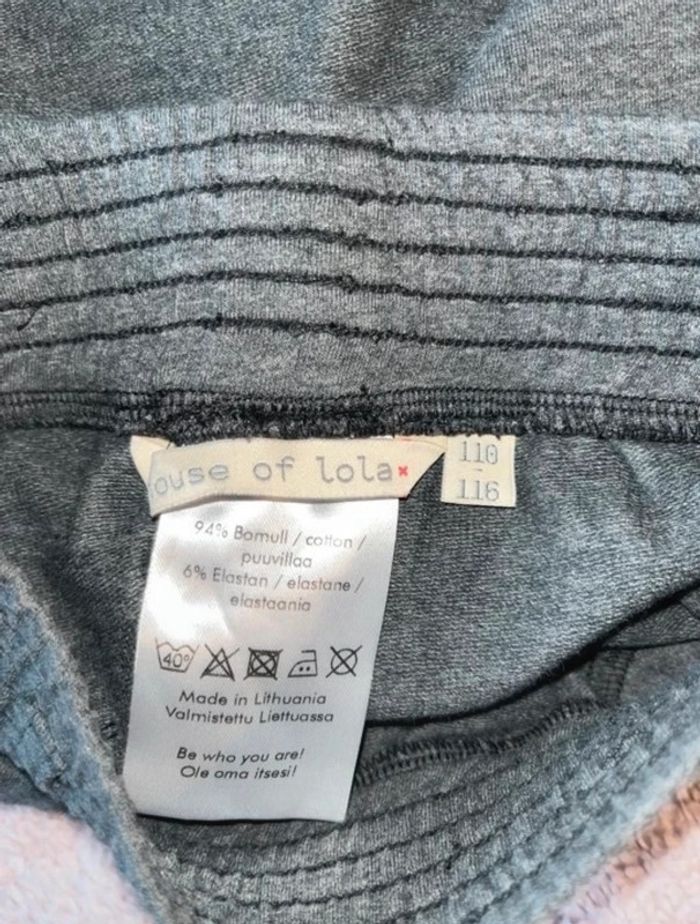 ouse of lola
110
116
94% Bomull / cotton /
puuvillaa
6% Elastan / elastane /
elastaania
40°
Made in Lithuania
Valmistettu Liettuassa
Be who you are!
Ole oma itsesi!